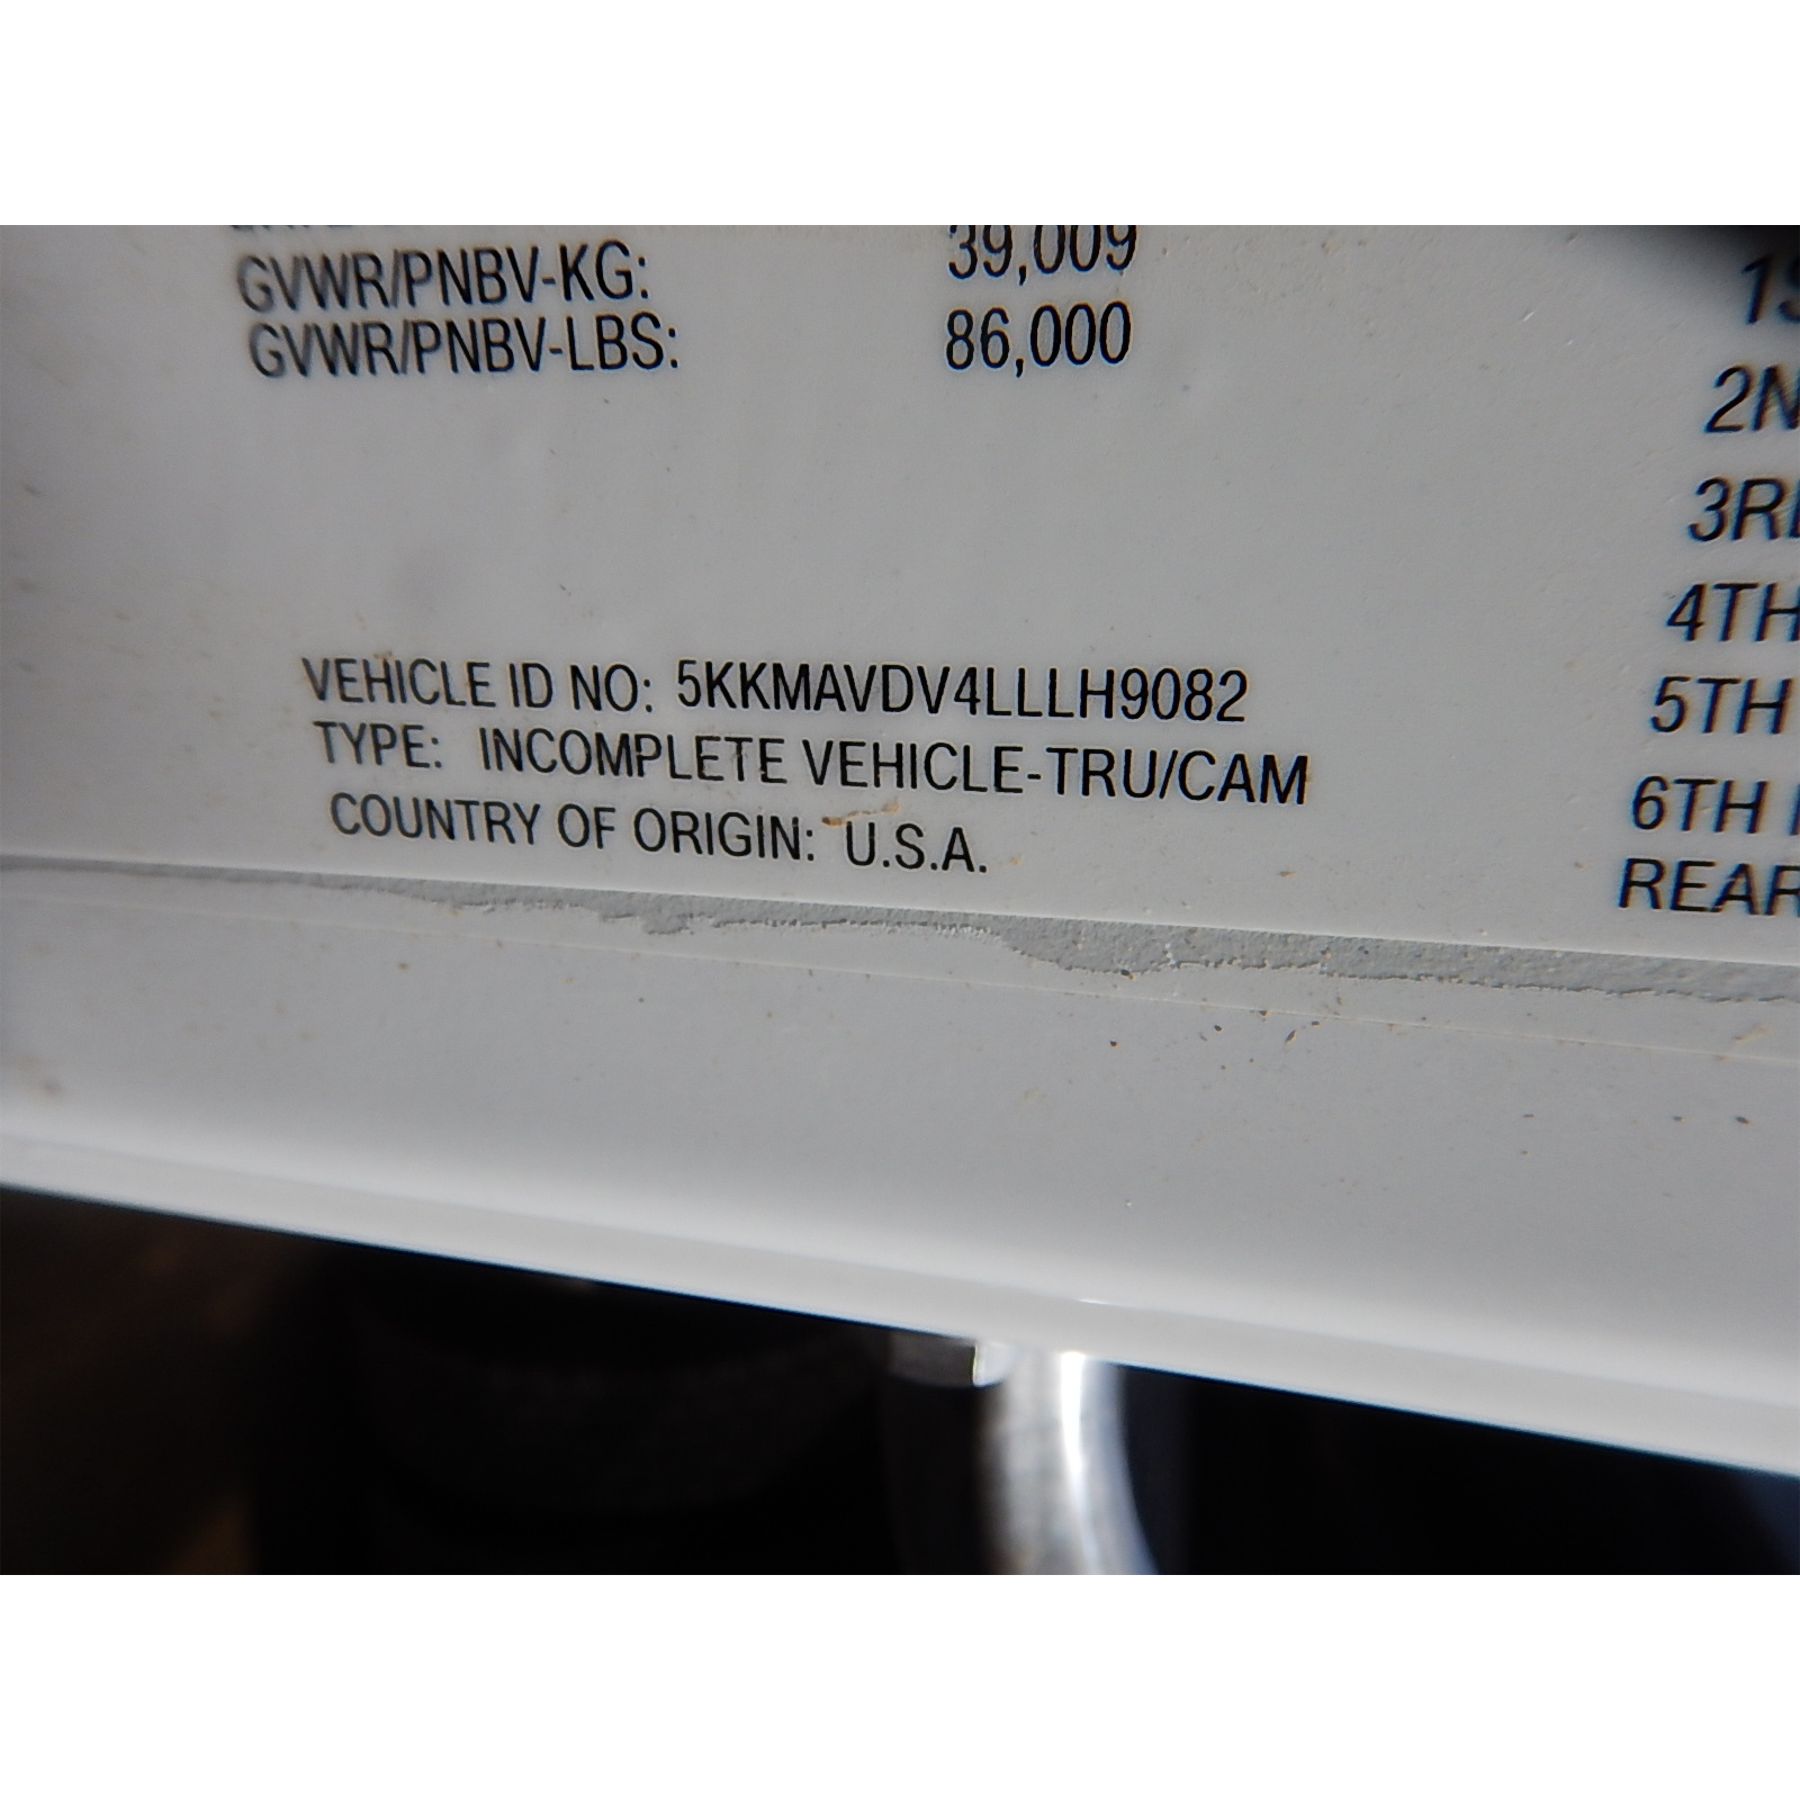 GVWR/PNBV-KG: 39,009
GVWR/PNBV-LBS: 86,000
VEHICLE ID NO: 5KKMAVDV4LLLH9082
TYPE: INCOMPLETE VEHICLE-TRU/CAM
COUNTRY OF ORIGIN: U.S.A.
1S
2N
3R
4TH
5TH
6TH
REAR